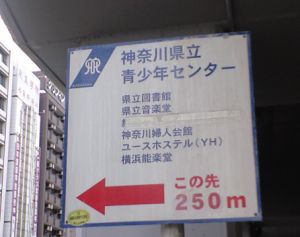 神奈川県立
青少年センター
県立図書館
県立音楽堂
神奈川婦人会館
ユースホステル(YH)
横浜能楽堂
この先
250m